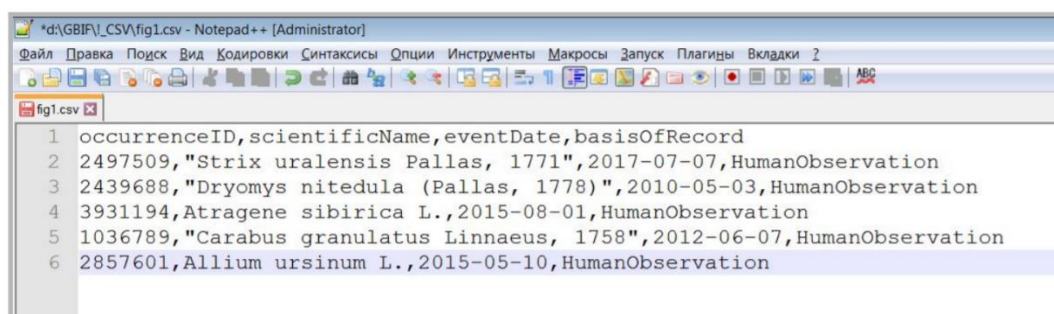 *d:\GBIF\!_CSV\fig1.csv - Notepad++ [Administrator]
Файл Правка Поиск Вид Кодировки Синтаксисы Опции Инструменты Макросы Запуск Плагины Вкладки ?
ABC
fig1.csv
1 occurrenceID,scientificName,eventDate,basisOfRecord
2 2497509,"Strix uralensis Pallas, 1771",2017-07-07,HumanObservation
3 2439688,"Dryomys nitedula (Pallas, 1778)",2010-05-03,HumanObservation
4 3931194,Atragene sibirica L.,2015-08-01,HumanObservation
5 1036789,"Carabus granulatus Linnaeus, 1758",2012-06-07,HumanObservation
6 2857601,Allium ursinum L.,2015-05-10,HumanObservation